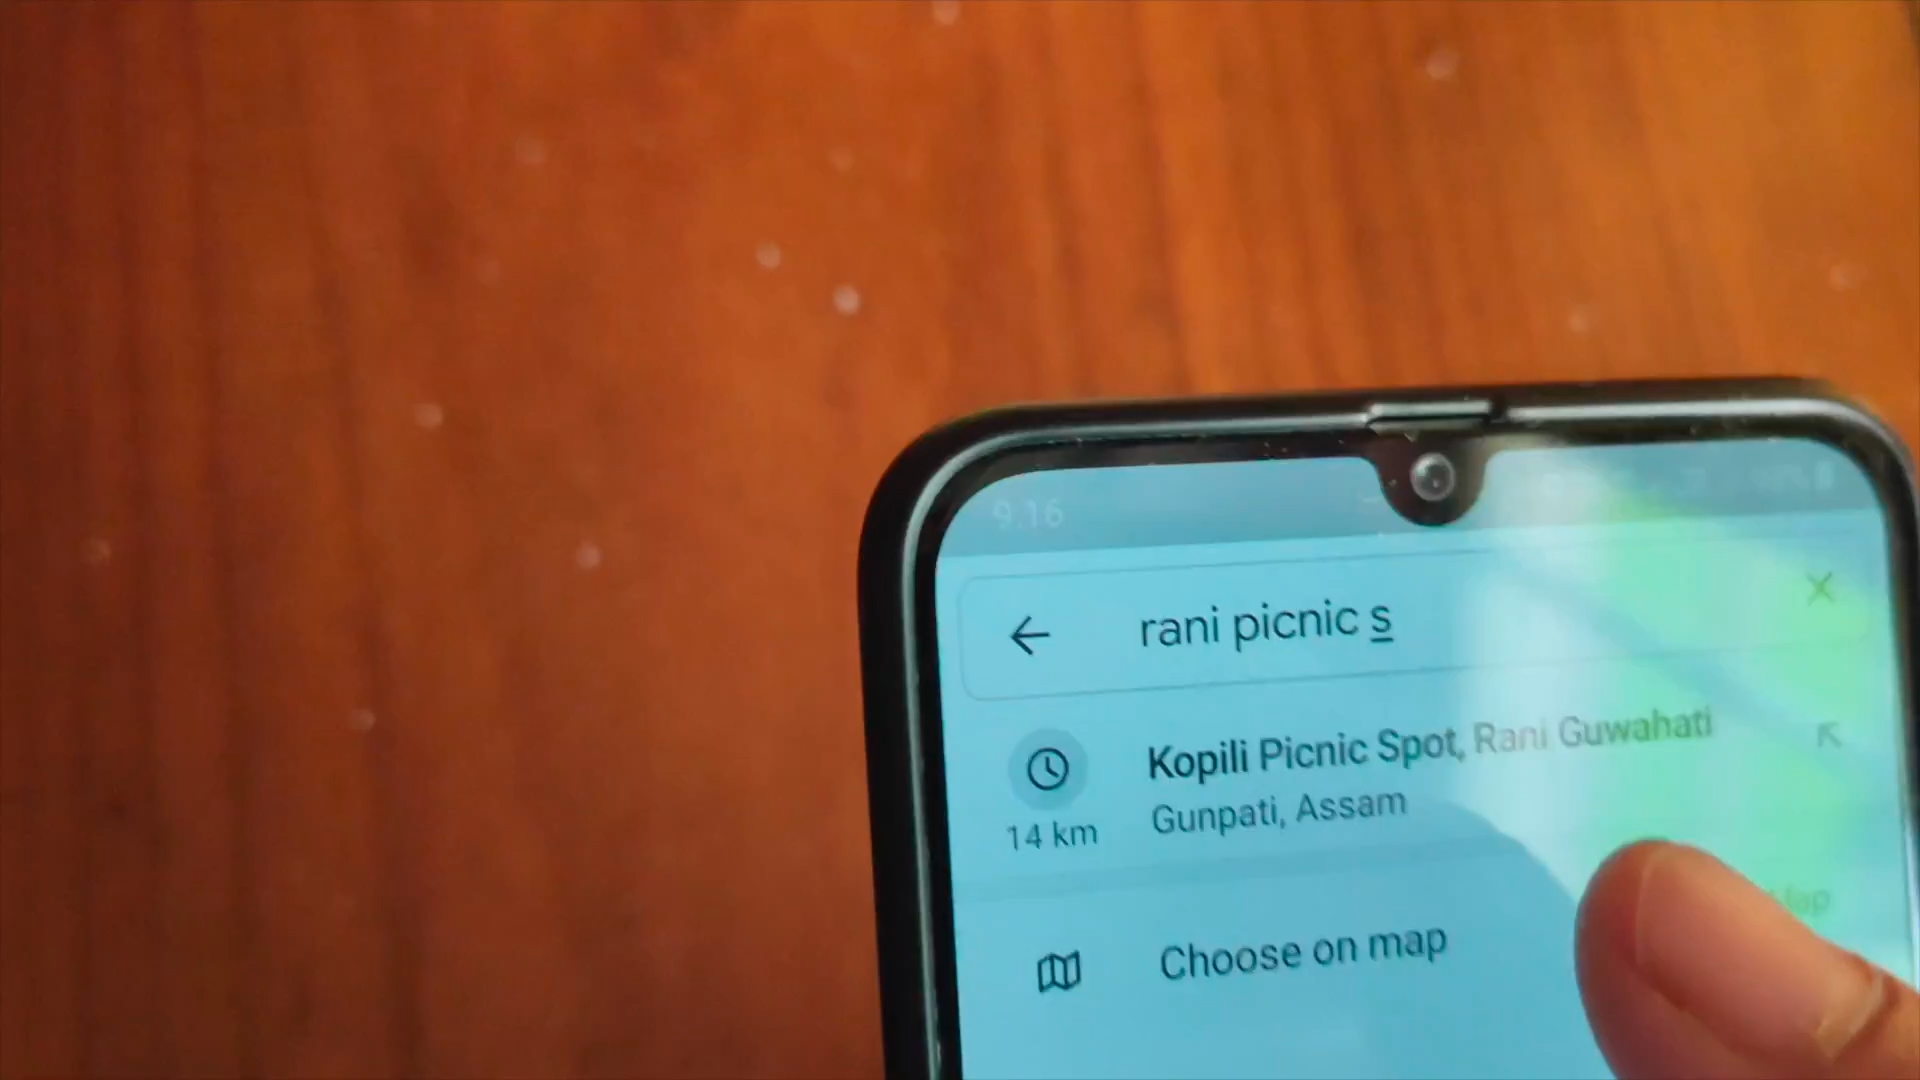 9.16
rani picnic s
Kopili Picnic Spot, Rani Guwahati
Gunpati, Assam
14 km
Choose on map